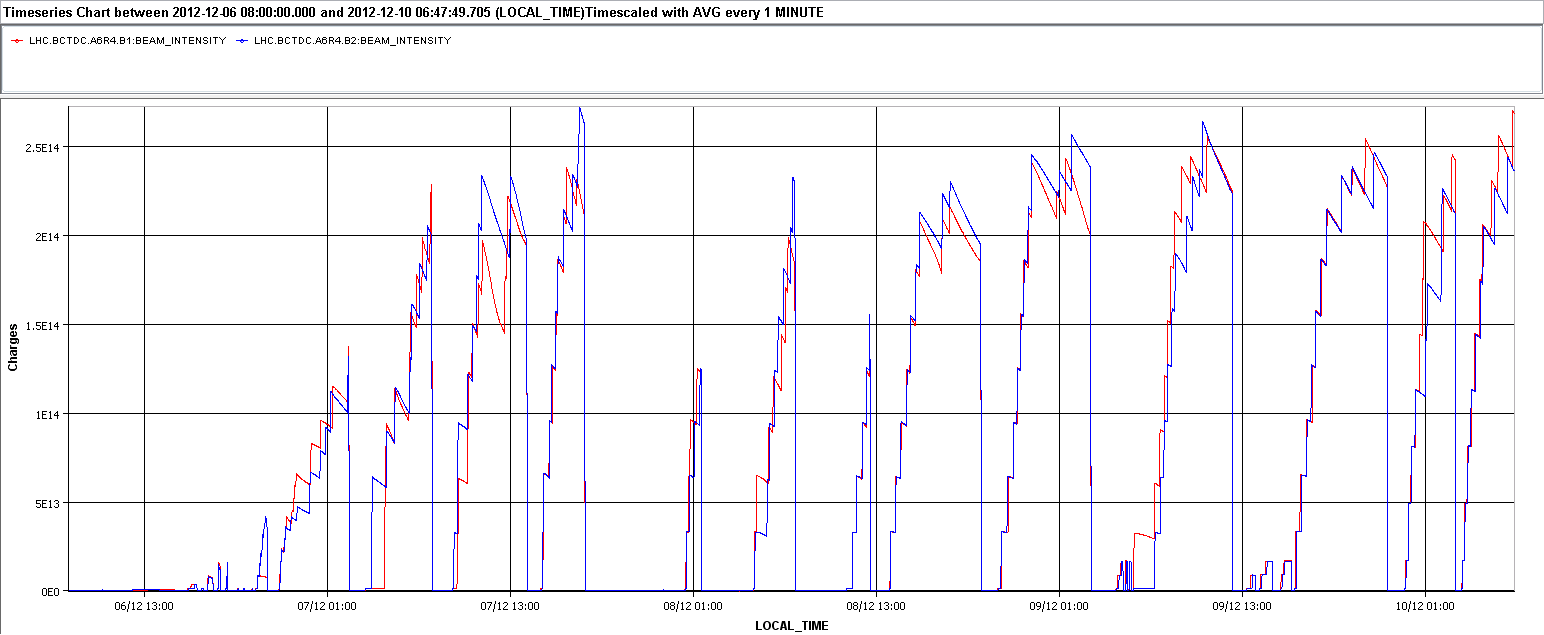 Timeseries Chart between 2012-12-06 08:00:00.000 and 2012-12-10 06:47:49.705 (LOCAL_TIME)Timescaled with AVG every 1 MINUTE
LHC.BCTDC.A6R4.B1:BEAM_INTENSITY LHC.BCTDC.A6R4.B2:BEAM_INTENSITY
2.5E14
2E14
1.5E14
1E14
5E13
0E0
Charges
06/12 13:00 07/12 01:00 07/12 13:00 08/12 01:00 08/12 13:00 09/12 01:00 09/12 13:00 10/12 01:00
LOCAL_TIME